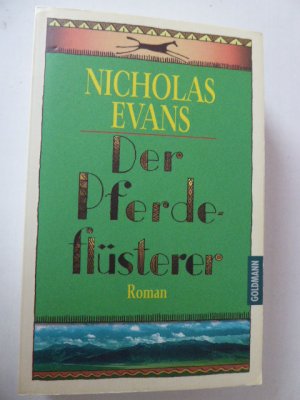 NICHOLAS
EVANS
Der
Pferde-
flüsterer
Roman
GOLDMANN